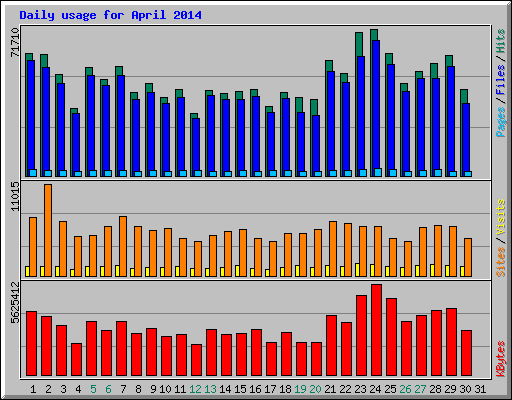 Daily usage for April 2014
71710
Pages / Files / Hits
11015
Sites / Visits
5625412
KBytes
1 2 3 4 5 6 7 8 9 10 11 12 13 14 15 16 17 18 19 20 21 22 23 24 25 26 27 28 29 30 31